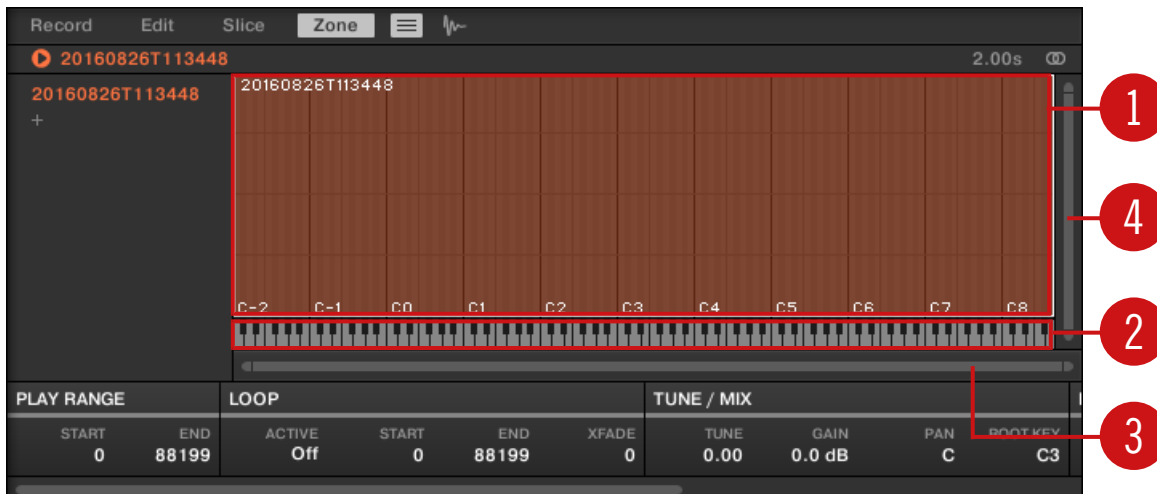 Record Edit Slice Zone
20160826T113448 2.00s
20160826T113448 20160826T113448
+
1
4
C-2 C-1 C0 C1 C2 C3 C4 C5 C6 C7 C8
2
PLAY RANGE LOOP TUNE / MIX
START END ACTIVE START END XFADE TUNE GAIN PAN ROOT KEY
0 88199 Off 0 88199 0 0.00 0.0 dB C C3
3